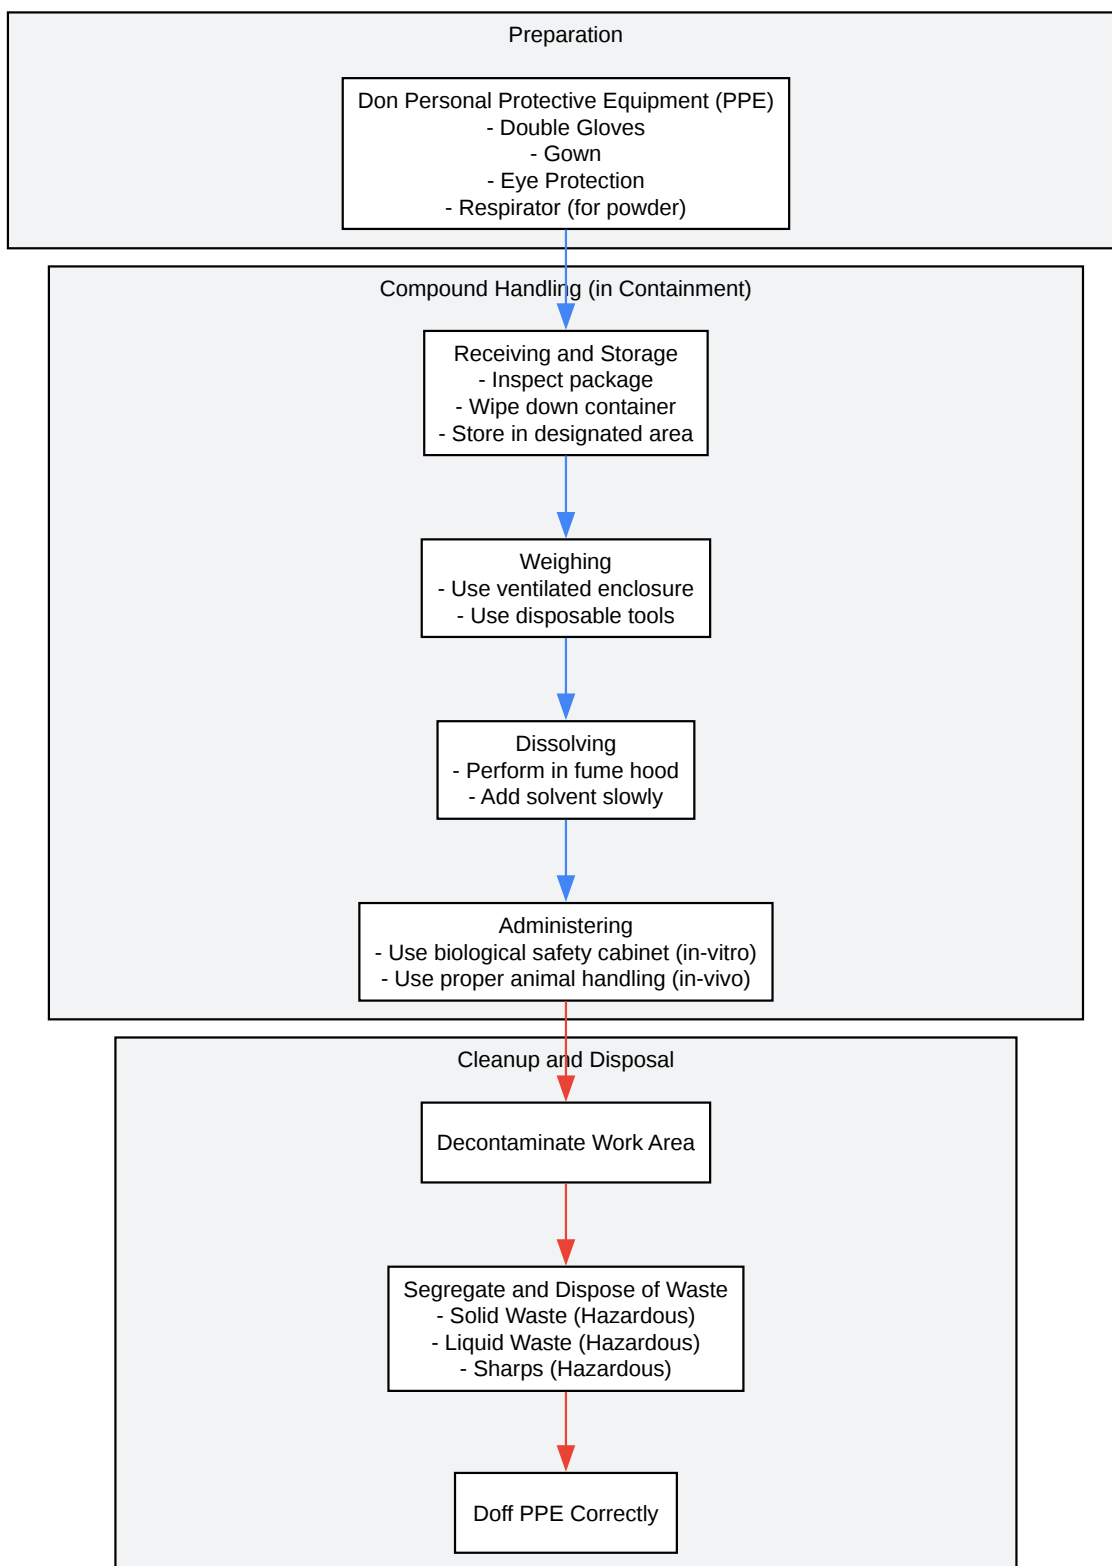 Preparation
Don Personal Protective Equipment (PPE)
- Double Gloves
- Gown
- Eye Protection
- Respirator (for powder)
Compound Handling (in Containment)
Receiving and Storage
- Inspect package
- Wipe down container
- Store in designated area
Weighing
- Use ventilated enclosure
- Use disposable tools
Dissolving
- Perform in fume hood
- Add solvent slowly
Administering
- Use biological safety cabinet (in-vitro)
- Use proper animal handling (in-vivo)
Cleanup and Disposal
Decontaminate Work Area
Segregate and Dispose of Waste
- Solid Waste (Hazardous)
- Liquid Waste (Hazardous)
- Sharps (Hazardous)
Doff PPE Correctly